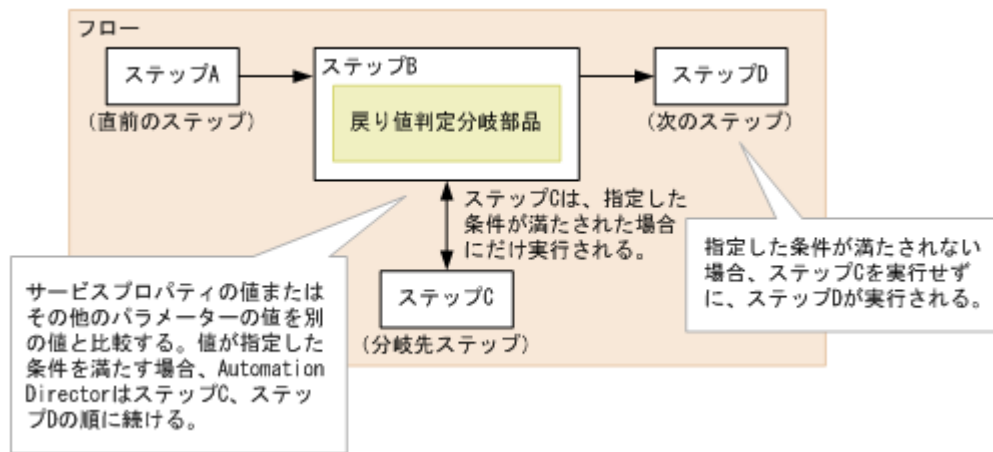 フロー
ステップA
(直前のステップ)
ステップB
戻り値判定分岐部品
ステップD
(次のステップ)
ステップCは、指定した
条件が満たされた場合
にだけ実行される。
ステップC
(分岐先ステップ)
サービスプロパティの値または
その他のパラメーターの値を別
の値と比較する。値が指定した
条件を満たす場合、Automation
DirectorはステップC、ステッ
プDの順に続ける。
指定した条件が満たされない
場合、ステップCを実行せず
に、ステップDが実行される。